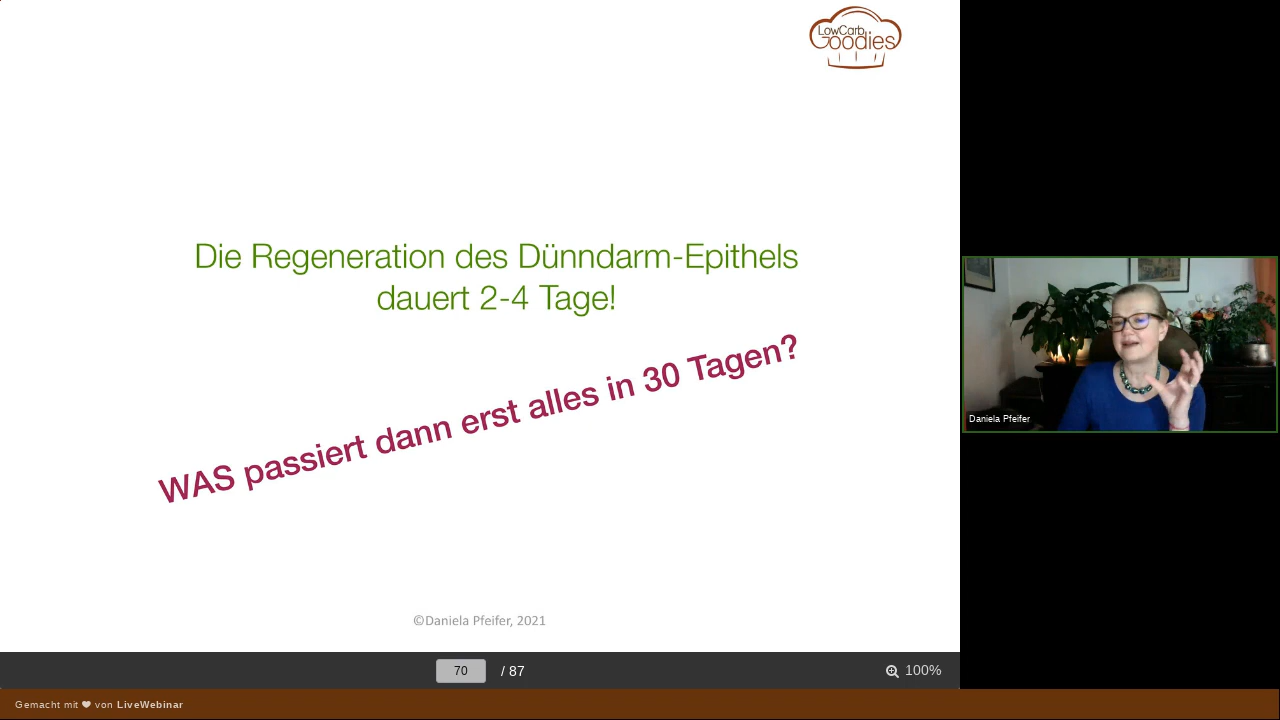 LowCarb
Goodies
Die Regeneration des Dünndarm-Epithels
dauert 2-4 Tage!
WAS passiert dann erst alles in 30 Tagen?
©Daniela Pfeifer, 2021
Daniela Pfeifer
70 / 87
100%
Gemacht mit ♥ von LiveWebinar